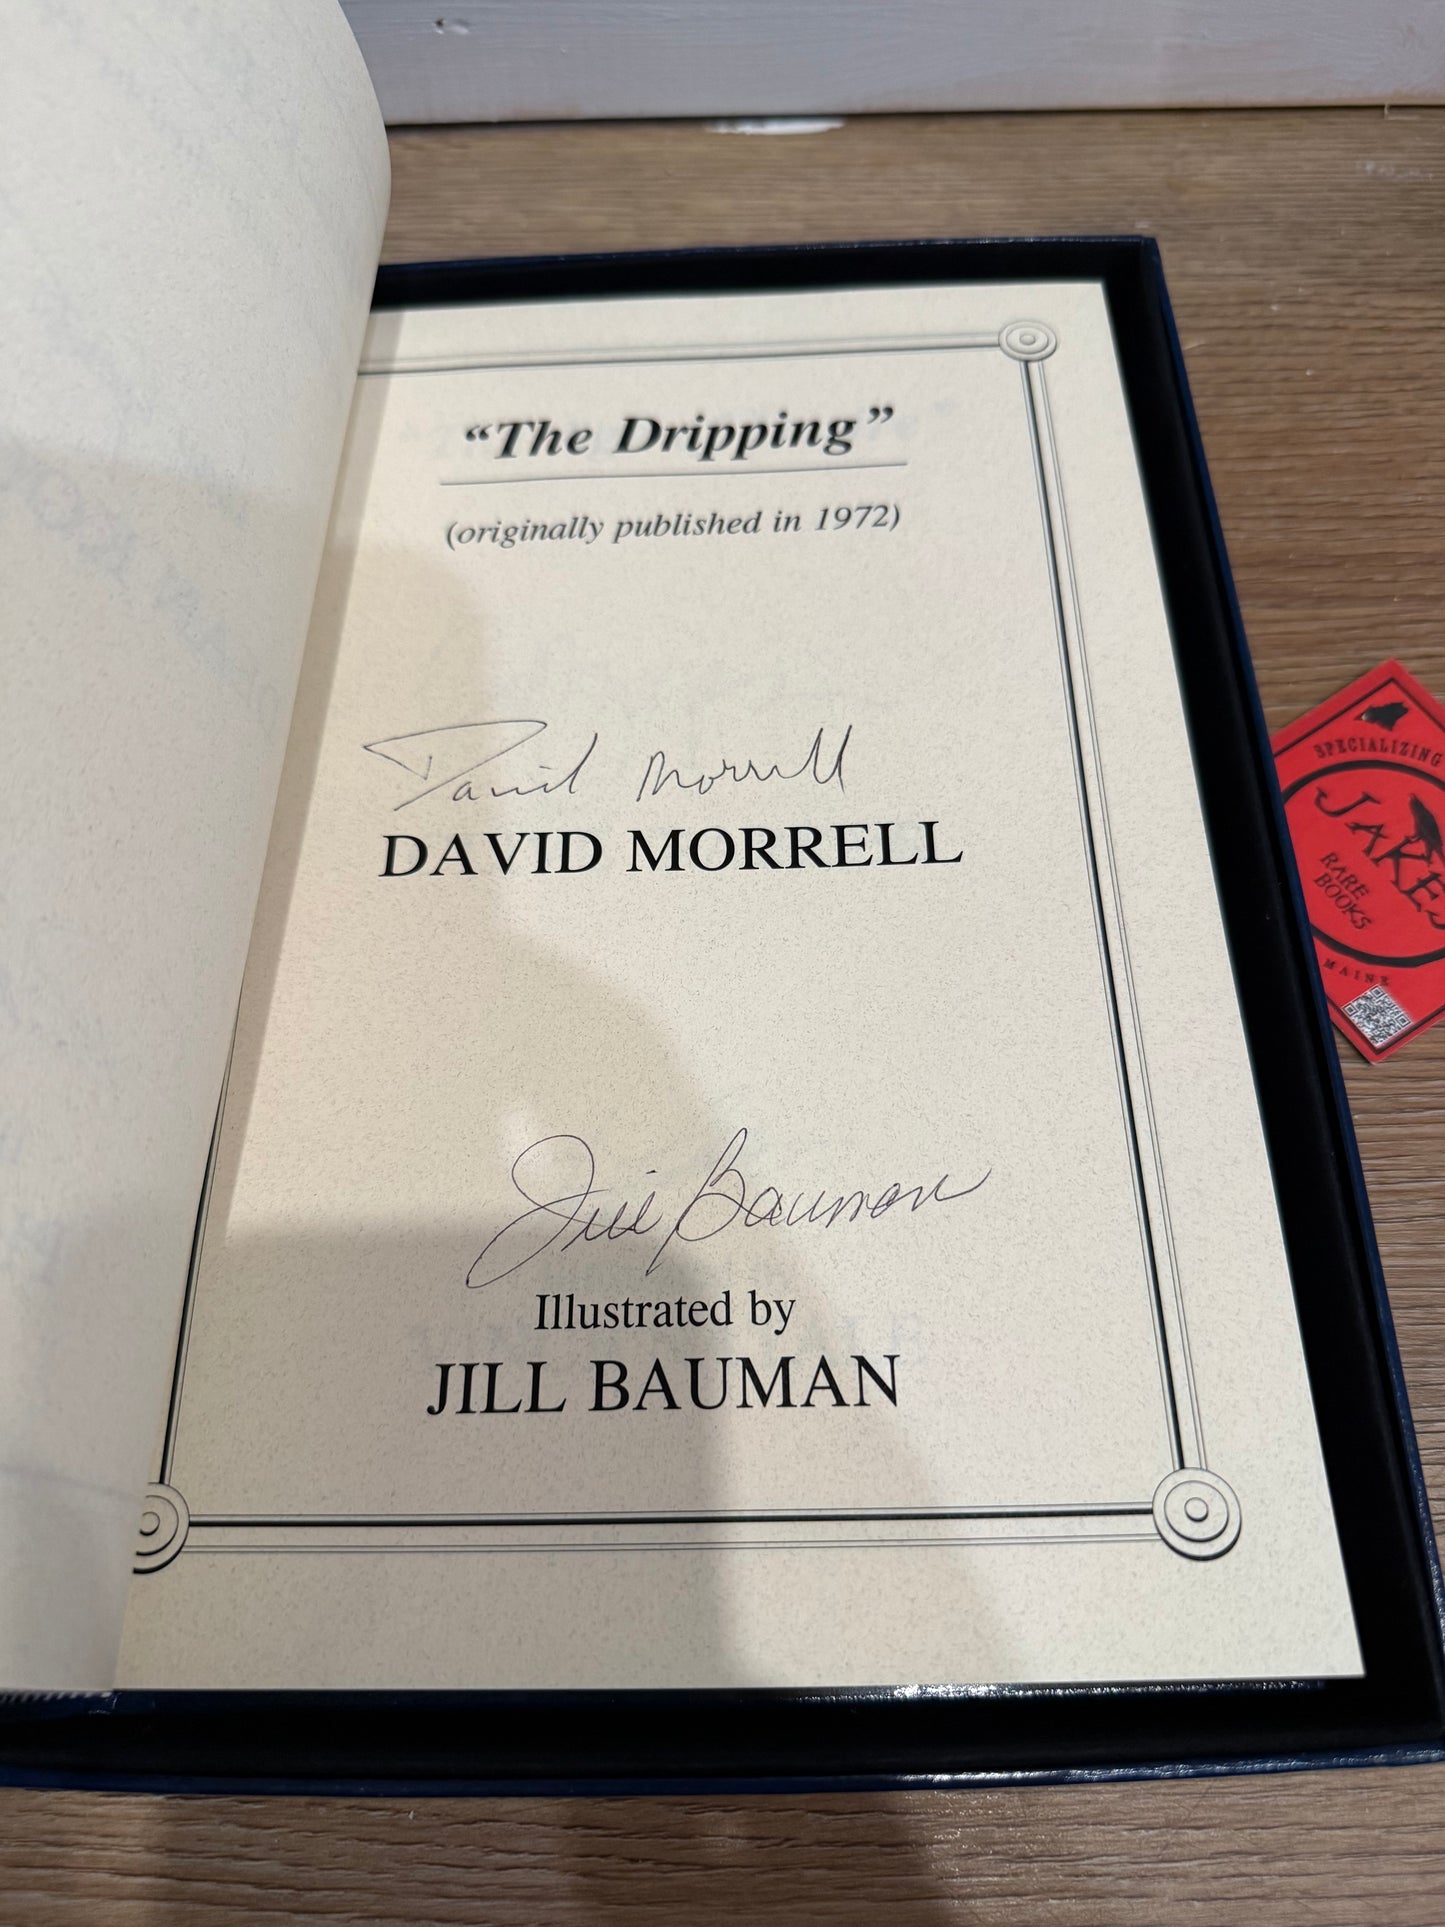 “The Dripping”
(originally published in 1972)
David Morrell
DAVID MORRELL
Jill Bauman
Illustrated by
JILL BAUMAN
SPECIALIZING
JAKES
RARE
BOOKS
MAINE